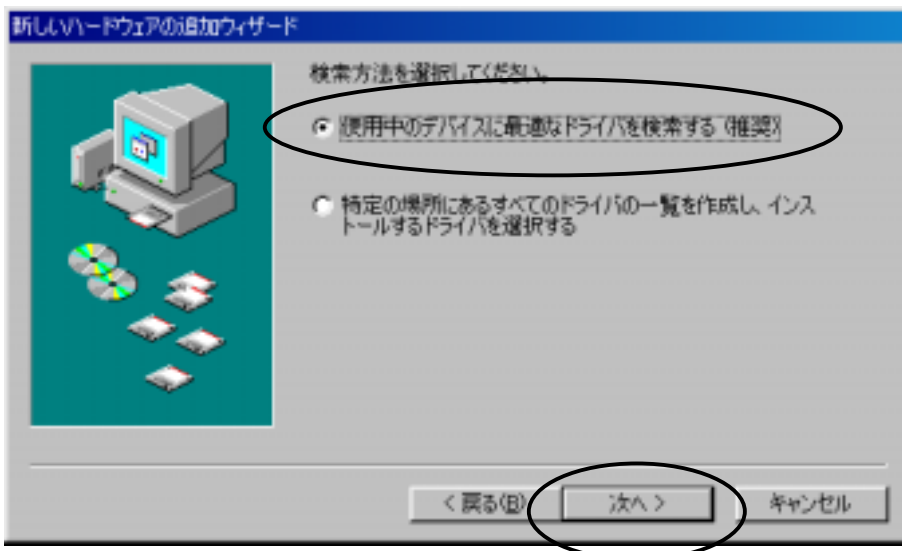 新しいハードウェアの追加ウィザード
検索方法を選択してください。
使用中のデバイスに最適なドライバを検索する (推奨)
特定の場所にあるすべてのドライバの一覧を作成し、インス
トールするドライバを選択する
< 戻る(B)
次へ >
キャンセル